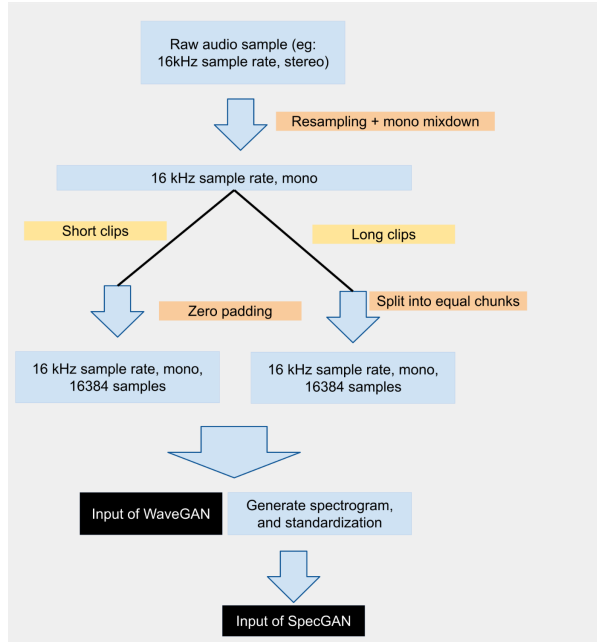 Raw audio sample (eg:
16kHz sample rate, stereo)
Resampling + mono mixdown
16 kHz sample rate, mono
Short clips
Long clips
Zero padding
Split into equal chunks
16 kHz sample rate, mono,
16384 samples
16 kHz sample rate, mono,
16384 samples
Input of WaveGAN
Generate spectrogram,
and standardization
Input of SpecGAN